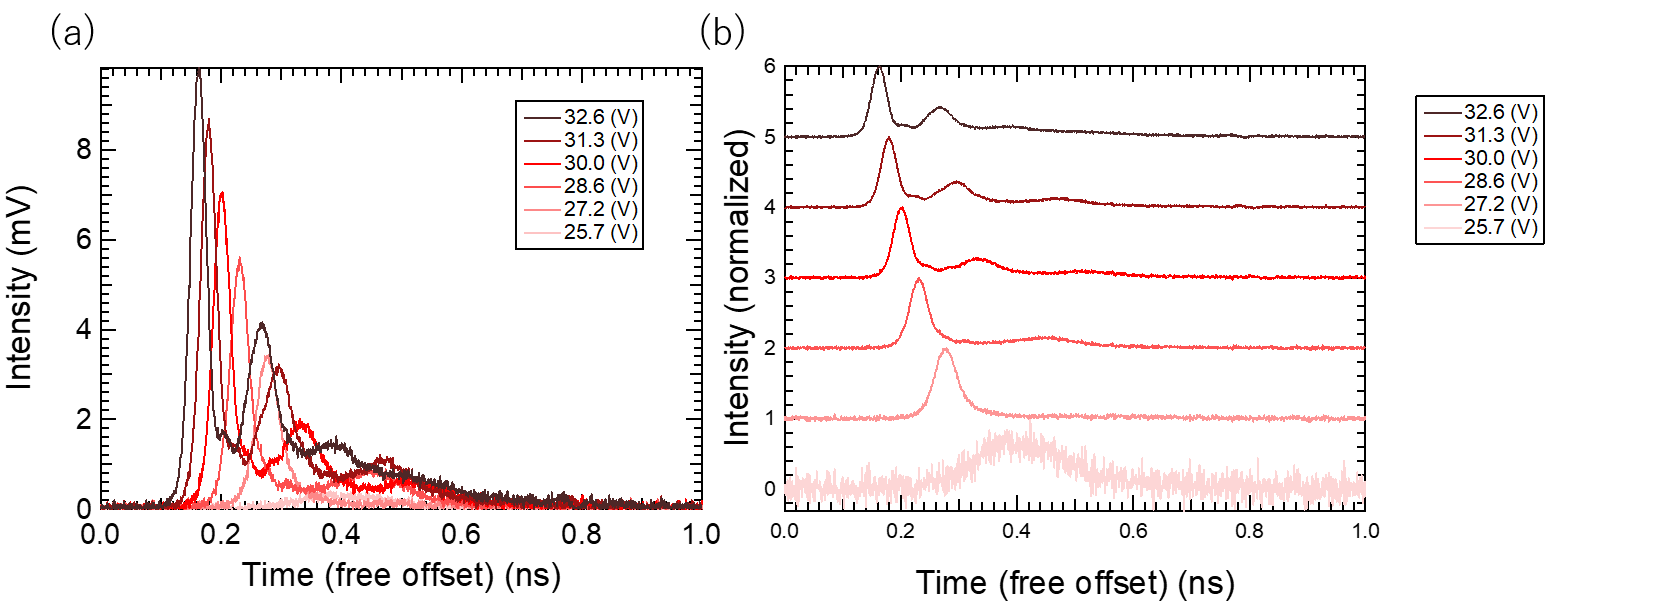 (a)
Intensity (mV)
8
6
4
2
0
0.0 0.2 0.4 0.6 0.8 1.0
Time (free offset) (ns)
32.6 (V)
31.3 (V)
30.0 (V)
28.6 (V)
27.2 (V)
25.7 (V)
(b)
Intensity (normalized)
6
5
4
3
2
1
0
0.0 0.2 0.4 0.6 0.8 1.0
Time (free offset) (ns)
32.6 (V)
31.3 (V)
30.0 (V)
28.6 (V)
27.2 (V)
25.7 (V)